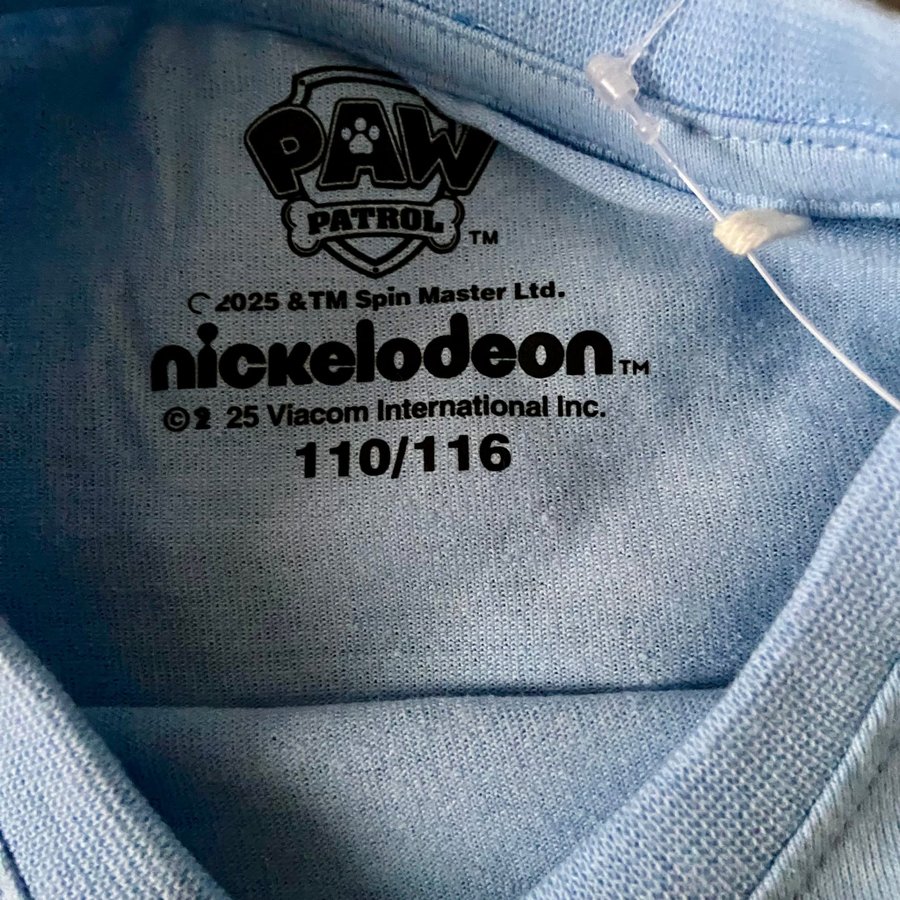 PAW
PATROL TM
2025 &TM Spin Master Ltd.
nickelodeon TM
© 25 Viacom International Inc.
110/116